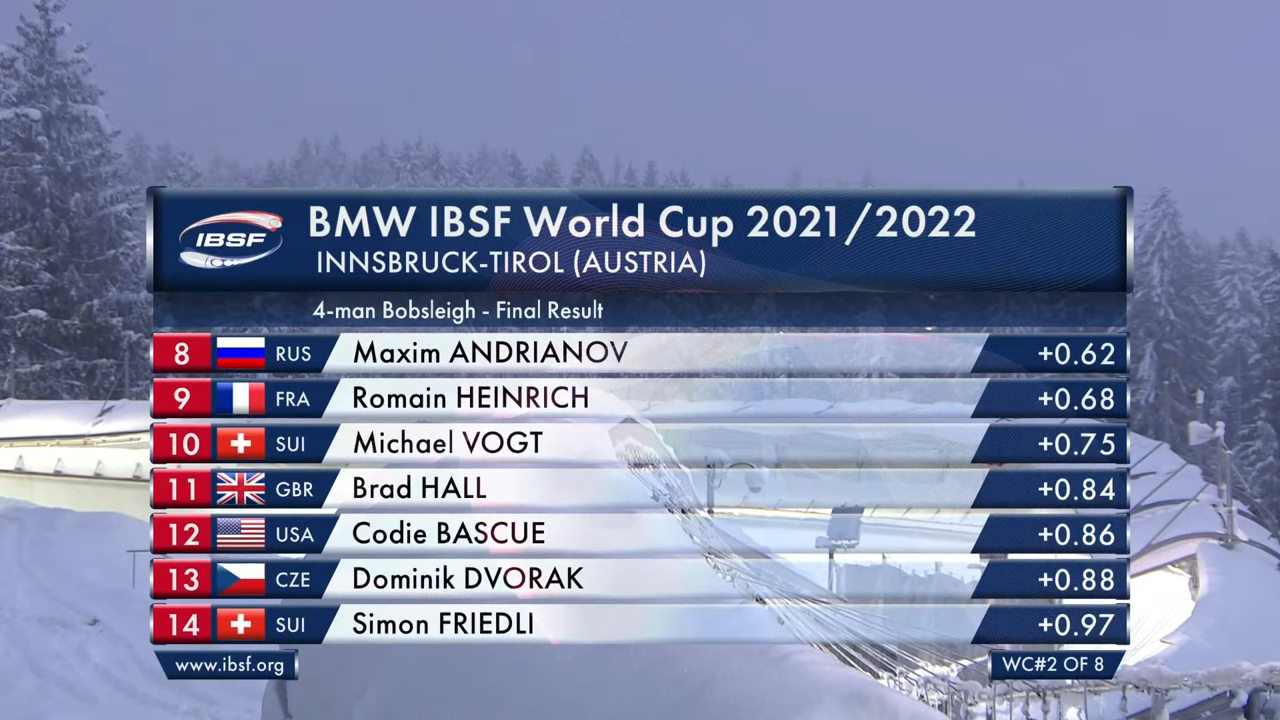 IBSF
BMW IBSF World Cup 2021/2022
INNSBRUCK-TIROL (AUSTRIA)
4-man Bobsleigh - Final Result
8 RUS Maxim ANDRIANOV +0.62
9 FRA Romain HEINRICH +0.68
10 SUI Michael VOGT +0.75
11 GBR Brad HALL +0.84
12 USA Codie BASCUE +0.86
13 CZE Dominik DVORAK +0.88
14 SUI Simon FRIEDLI +0.97
www.ibsf.org WC#2 OF 8